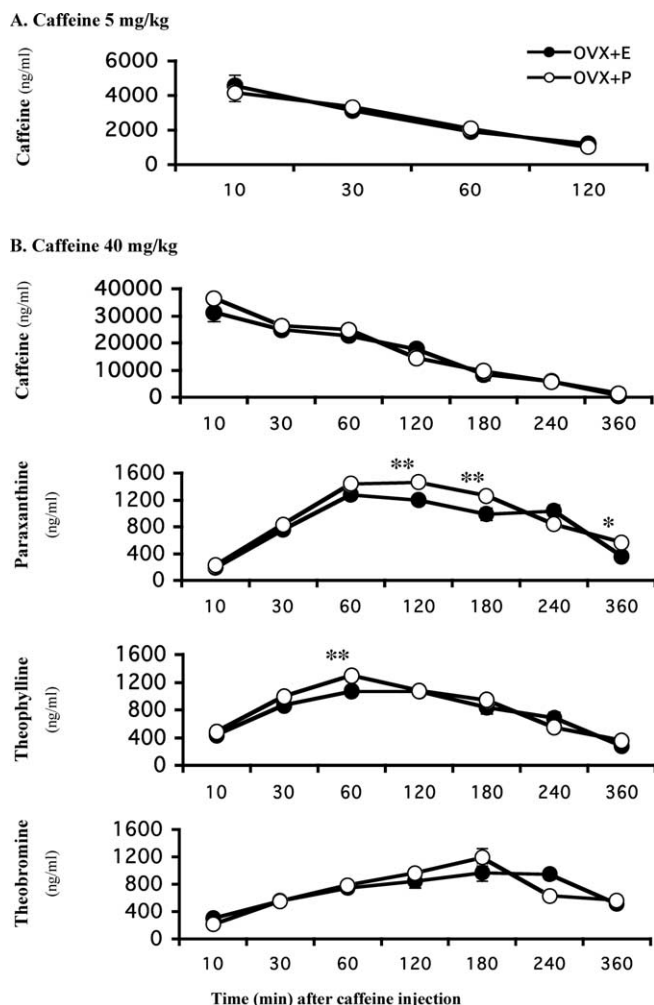 A. Caffeine 5 mg/kg
Caffeine (ng/ml)
6000
4000
2000
0
OVX+E
OVX+P
10 30 60 120
B. Caffeine 40 mg/kg
Caffeine (ng/ml)
40000
30000
20000
10000
0
10 30 60 120 180 240 360
Paraxanthine
(ng/ml)
1600
1200
800
400
0
** ** *
10 30 60 120 180 240 360
Theophylline
(ng/ml)
1600
1200
800
400
0
**
10 30 60 120 180 240 360
Theobromine
(ng/ml)
1600
1200
800
400
0
10 30 60 120 180 240 360
Time (min) after caffeine injection